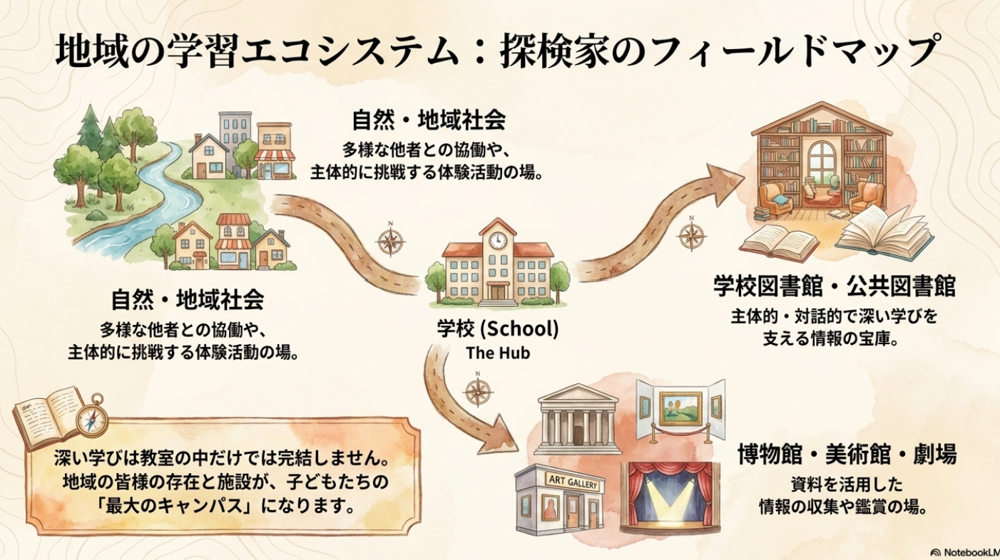 地域の学習エコシステム：探検家のフィールドマップ
自然・地域社会
多様な他者との協働や、
主体的に挑戦する体験活動の場。
自然・地域社会
多様な他者との協働や、
主体的に挑戦する体験活動の場。
N
N
学校 (School)
The Hub
学校図書館・公共図書館
主体的・対話的で深い学びを
支える情報の宝庫。
N
ART GALLERY
博物館・美術館・劇場
資料を活用した
情報の収集や鑑賞の場。
深い学びは教室の中だけでは完結しません。
地域の皆様の存在と施設が、子どもたちの
「最大のキャンパス」になります。
NotebookLM